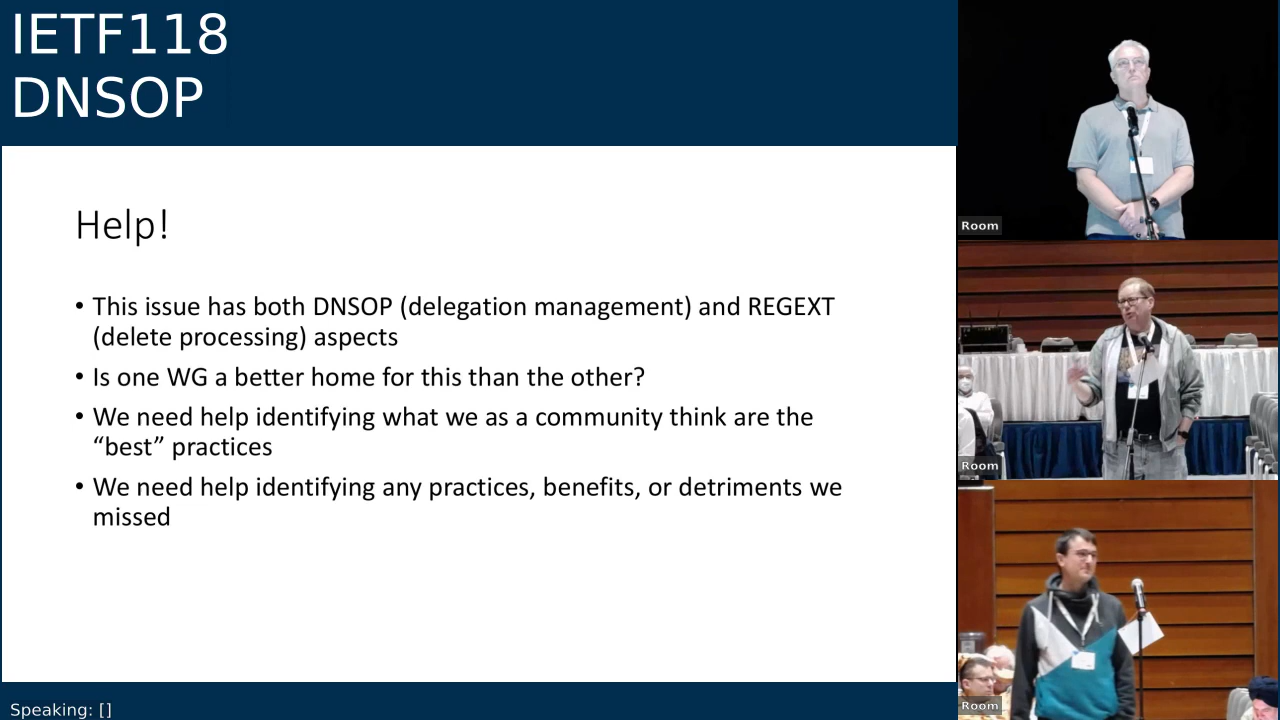 IETF118
DNSOP
Help!
• This issue has both DNSOP (delegation management) and REGEXT
(delete processing) aspects
• Is one WG a better home for this than the other?
• We need help identifying what we as a community think are the
“best” practices
• We need help identifying any practices, benefits, or detriments we
missed
Speaking: []
Room
Room
Room